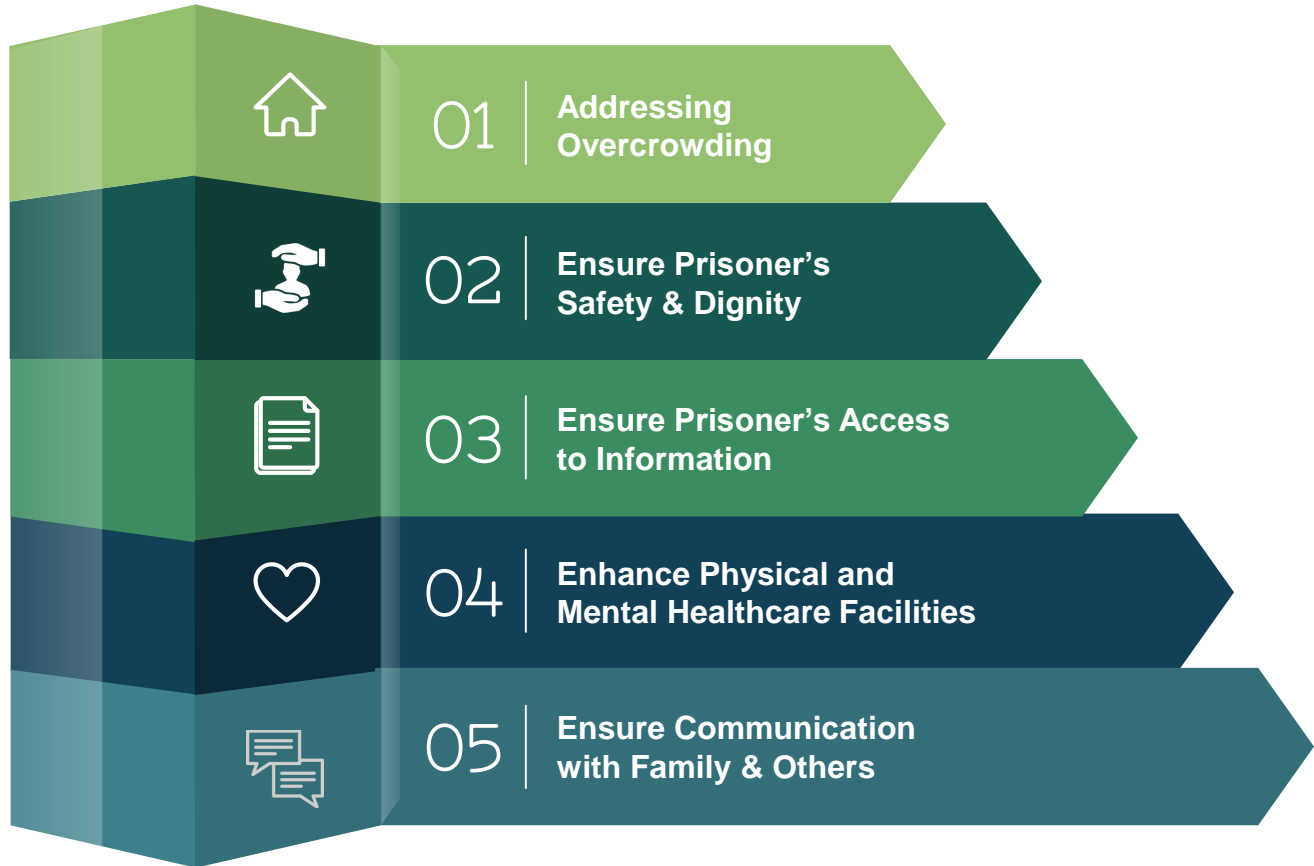 01
Addressing
Overcrowding
02
Ensure Prisoner’s
Safety & Dignity
03
Ensure Prisoner’s Access
to Information
04
Enhance Physical and
Mental Healthcare Facilities
05
Ensure Communication
with Family & Others